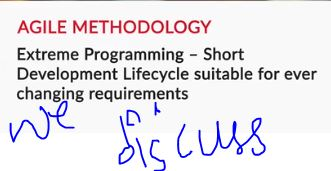 AGILE METHODOLOGY
Extreme Programming – Short
Development Lifecycle suitable for ever
changing requirements
we discuss